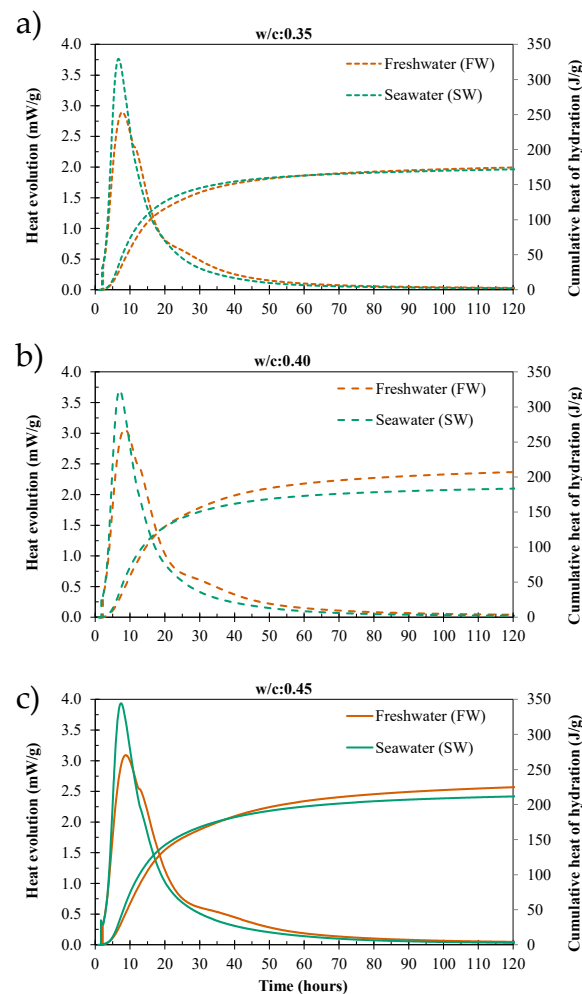 a)
w/c:0.35
4.0
3.5
3.0
2.5
2.0
1.5
1.0
0.5
0.0
Heat evolution (mW/g)
Freshwater (FW)
Seawater (SW)
350
300
250
200
150
100
50
0
Cumulative heat of hydration (J/g)
0 10 20 30 40 50 60 70 80 90 100 110 120
b)
w/c:0.40
4.0
3.5
3.0
2.5
2.0
1.5
1.0
0.5
0.0
Heat evolution (mW/g)
Freshwater (FW)
Seawater (SW)
350
300
250
200
150
100
50
0
Cumulative heat of hydration (J/g)
0 10 20 30 40 50 60 70 80 90 100 110 120
c)
w/c:0.45
4.0
3.5
3.0
2.5
2.0
1.5
1.0
0.5
0.0
Heat evolution (mW/g)
Freshwater (FW)
Seawater (SW)
350
300
250
200
150
100
50
0
Cumulative heat of hydration (J/g)
0 10 20 30 40 50 60 70 80 90 100 110 120
Time (hours)